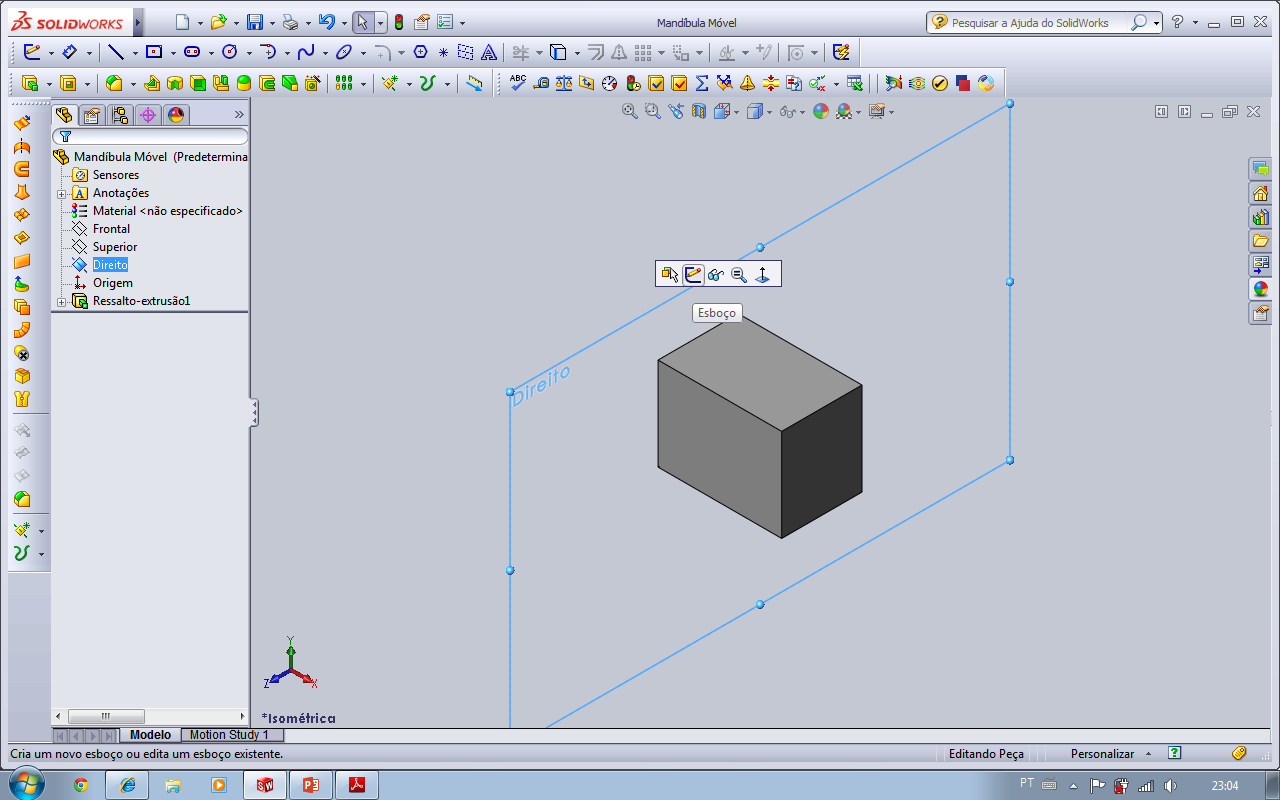 SOLIDWORKS
Mandíbula Móvel
Pesquisar a Ajuda do SolidWorks
ABC
Mandíbula Móvel (Predetermina
Sensores
Anotações
Material <não especificado>
Frontal
Superior
Direito
Origem
Ressalto-extrusão1
Esboço
Direito
Y
Z
X
*Isométrica
Modelo
Motion Study 1
Cria um novo esboço ou edita um esboço existente.
Editando Peça
Personalizar
PT
23:04